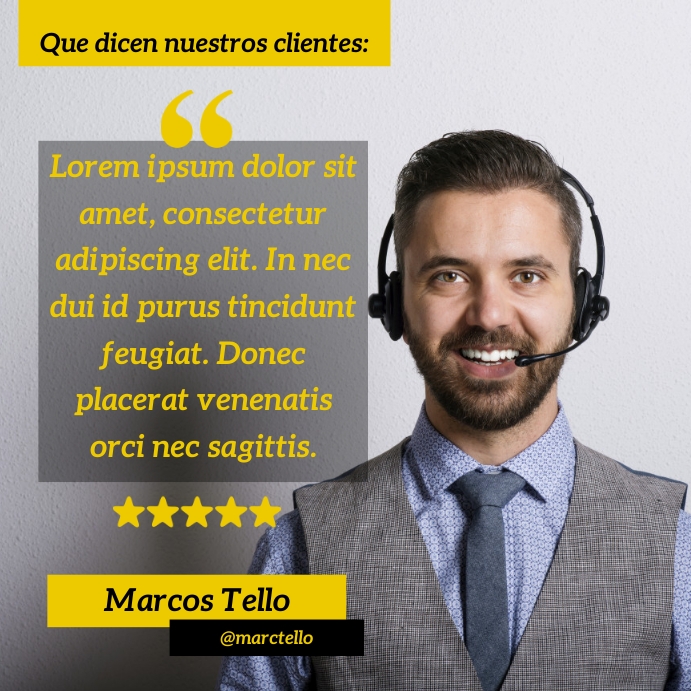 Que dicen nuestros clientes:
“
Lorem ipsum dolor sit
amet, consectetur
adipiscing elit. In nec
dui id purus tincidunt
feugiat. Donec
placerat venenatis
orci nec sagittis.
Marcos Tello
@marctello